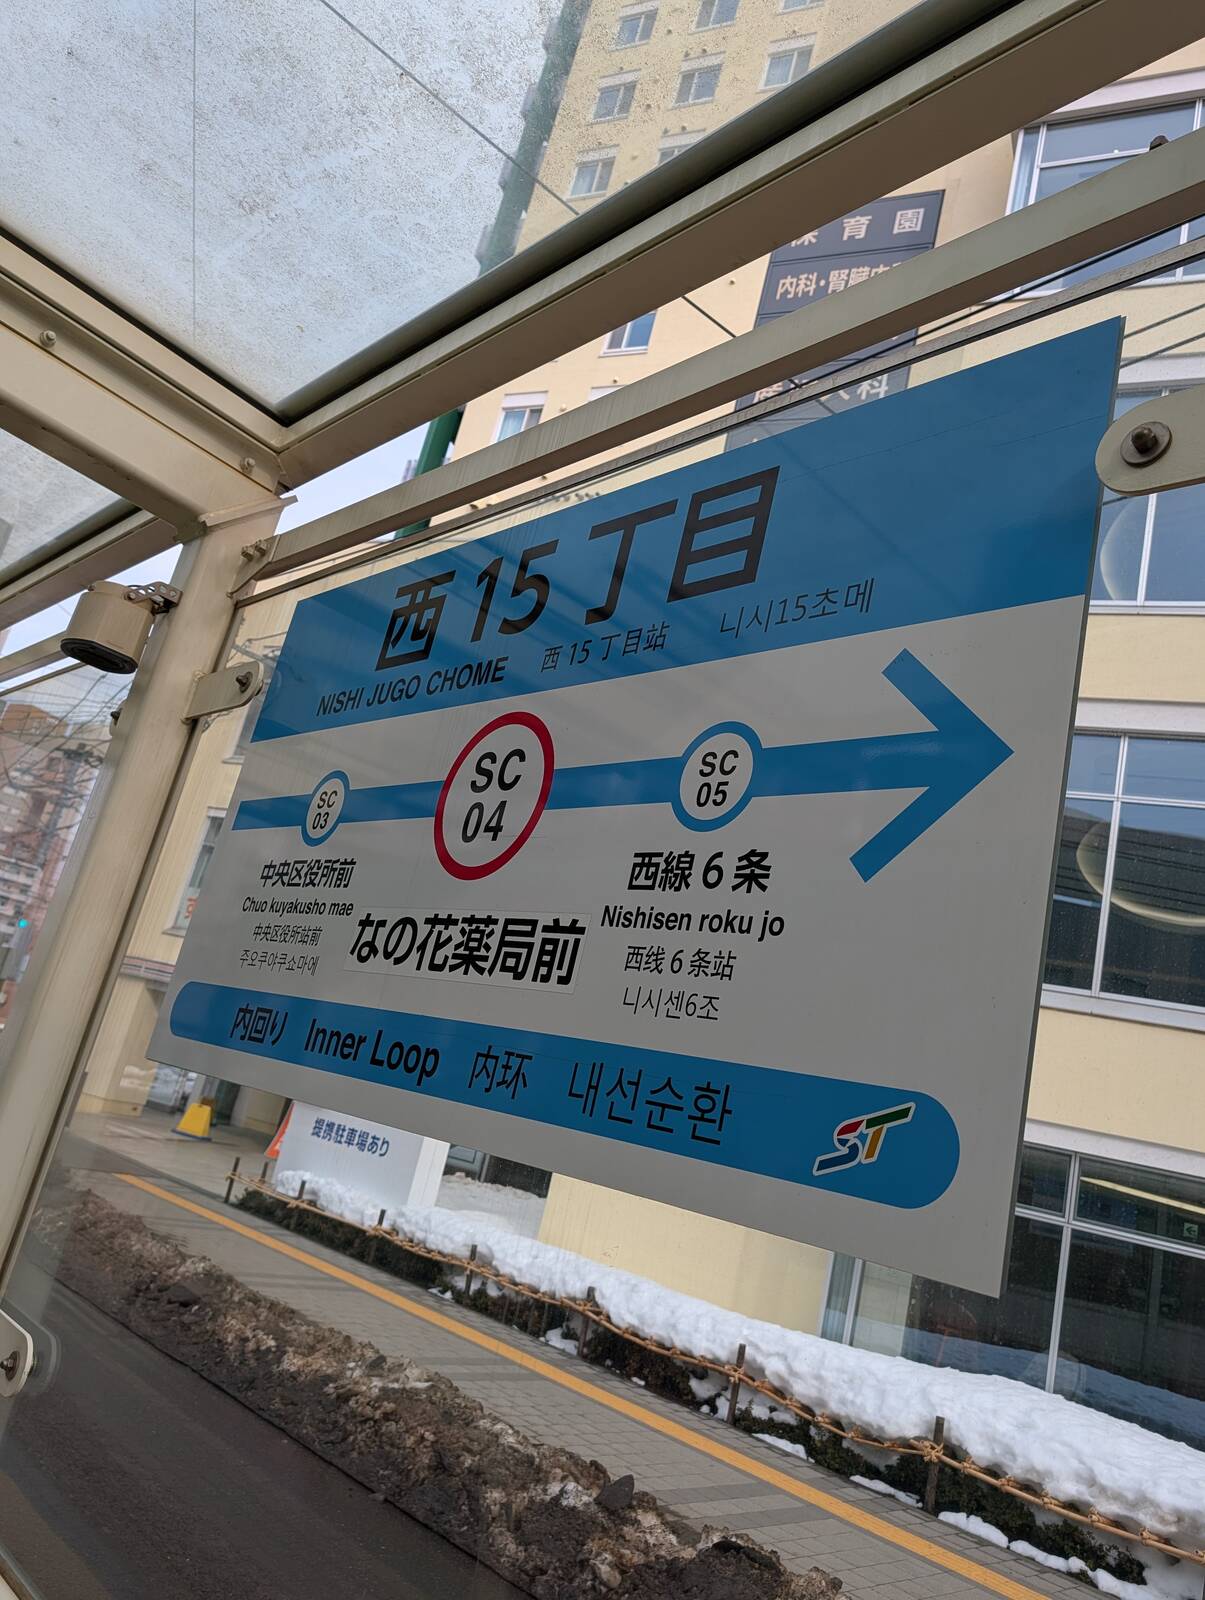 保育園
内科・腎臓内
科
西15丁目
NISHI JUGO CHOME
西15丁目站
니시15초메
SC
03
SC
04
SC
05
中央区役所前
Chuo kuyakusho mae
中央区役所站前
주오쿠야쿠쇼마에
なの花薬局前
西線6条
Nishisen roku jo
西线6条站
니시센6조
内回り Inner Loop 内环 내선순환
ST
提携駐車場あり